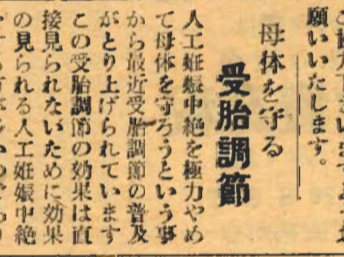 願いいたします。
母体を守る
受胎調節
人工妊娠中絶を極力やめ
て母体を守ろうという事
から最近受胎調節の普及
がとり上げられています
この受胎調節の効果は直
接見られないために効果
の見られる人工妊娠中絶